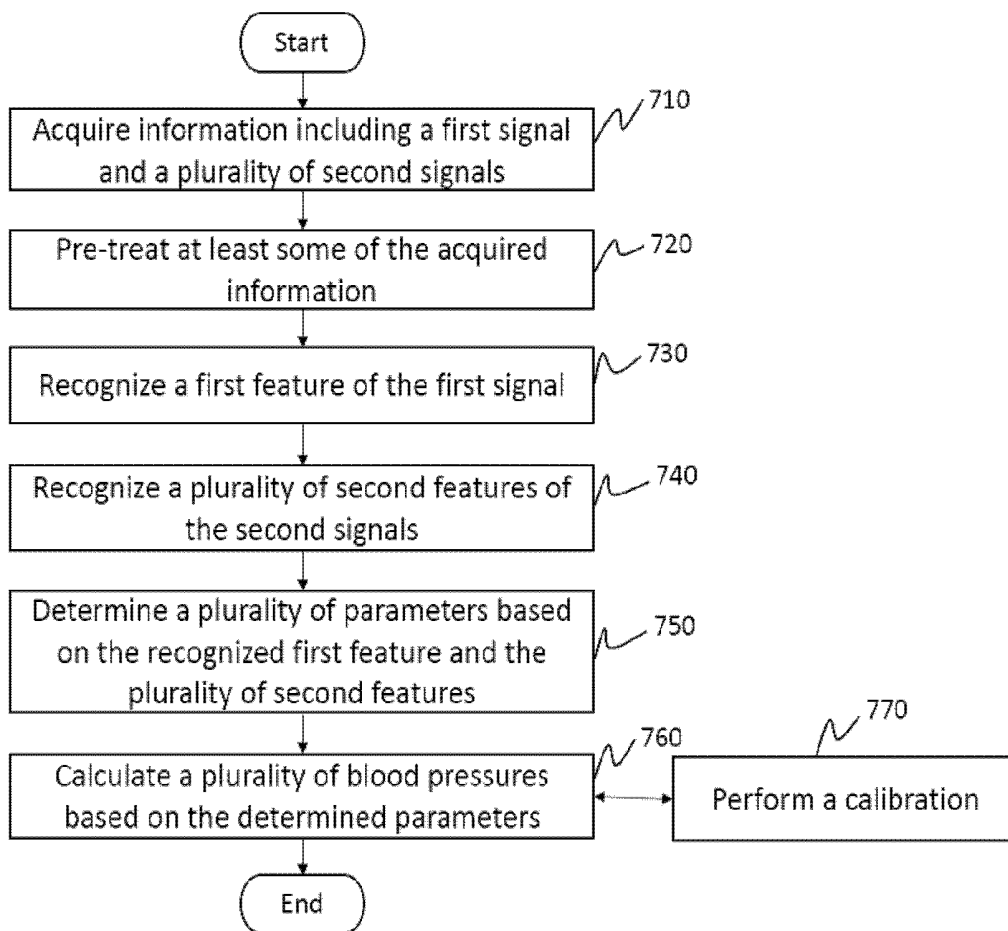 Start
Acquire information including a first signal
and a plurality of second signals
710
Pre-treat at least some of the acquired
information
720
Recognize a first feature of the first signal
730
Recognize a plurality of second features of
the second signals
740
Determine a plurality of parameters based
on the recognized first feature and the
plurality of second features
750
Calculate a plurality of blood pressures
based on the determined parameters
760
770
Perform a calibration
End